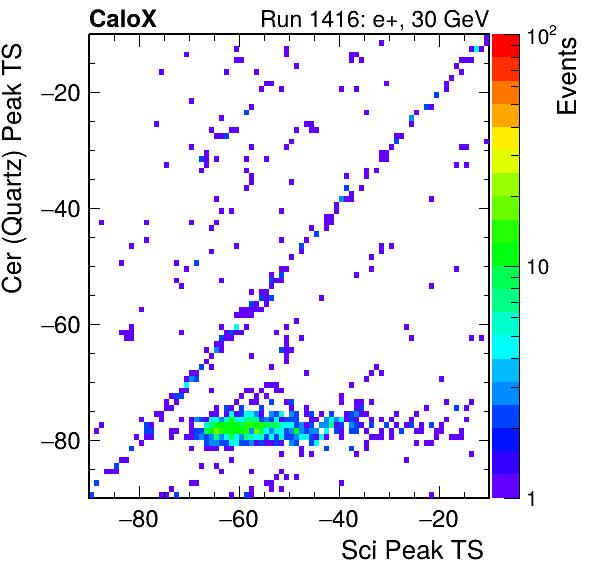 CaloX Run 1416: e+, 30 GeV
Cer (Quartz) Peak TS
−20
−40
−60
−80
−80 −60 −40 −20
Sci Peak TS
10²
10
1
Events